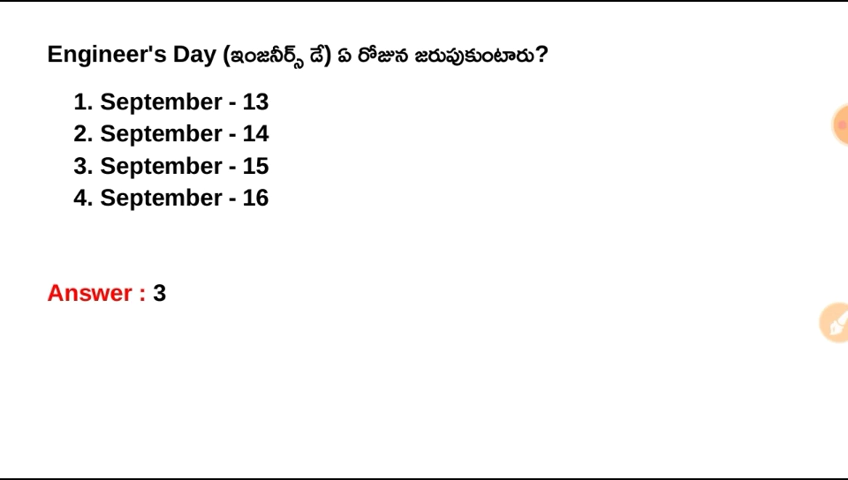 Engineer's Day (ఇంజనీర్స్ డే) ఏ రోజున జరుపుకుంటారు?
1. September - 13
2. September - 14
3. September - 15
4. September - 16
Answer : 3